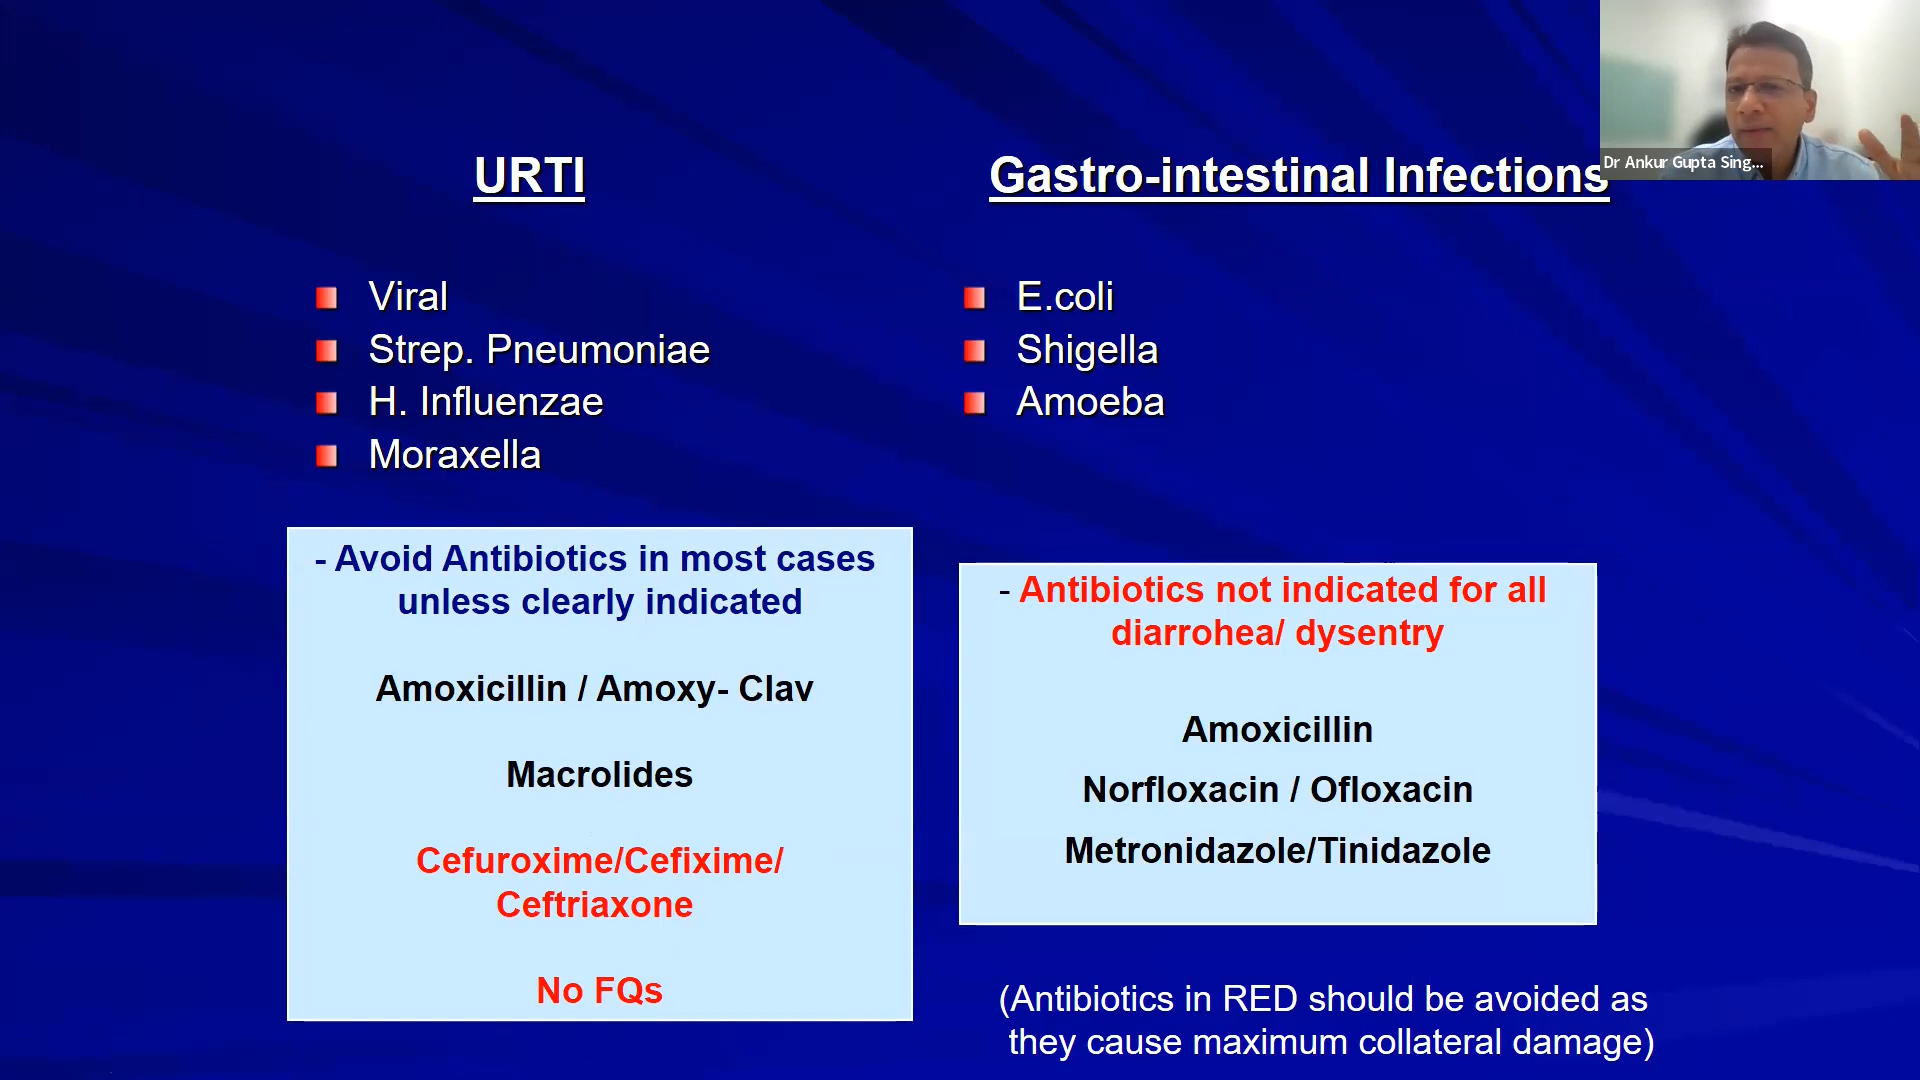 Dr Ankur Gupta Sing...
URTI
Viral
Strep. Pneumoniae
H. Influenzae
Moraxella
- Avoid Antibiotics in most cases
unless clearly indicated
Amoxicillin / Amoxy- Clav
Macrolides
Cefuroxime/Cefixime/
Ceftriaxone
No FQs
Gastro-intestinal Infections
E.coli
Shigella
Amoeba
- Antibiotics not indicated for all
diarrohea/ dysentry
Amoxicillin
Norfloxacin / Ofloxacin
Metronidazole/Tinidazole
(Antibiotics in RED should be avoided as
they cause maximum collateral damage)